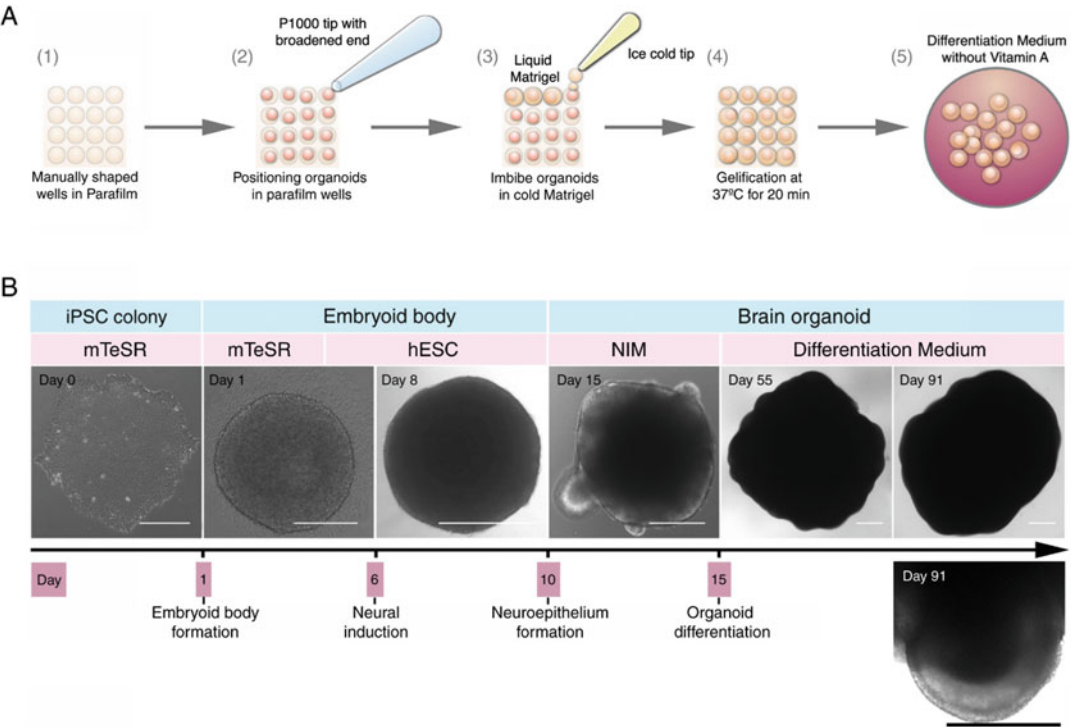 A
(1)
Manually shaped
wells in Parafilm
(2)
P1000 tip with
broadened end
Positioning organoids
in parafilm wells
(3)
Liquid
Matrigel
Ice cold tip
Imbibe organoids
in cold Matrigel
(4)
Gelification at
37ºC for 20 min
(5)
Differentiation Medium
without Vitamin A
B
iPSC colony
Embryoid body
Brain organoid
mTeSR
mTeSR
hESC
NIM
Differentiation Medium
Day 0
Day 1
Day 8
Day 15
Day 55
Day 91
Day
1
6
10
15
Embryoid body
formation
Neural
induction
Neuroepithelium
formation
Organoid
differentiation
Day 91